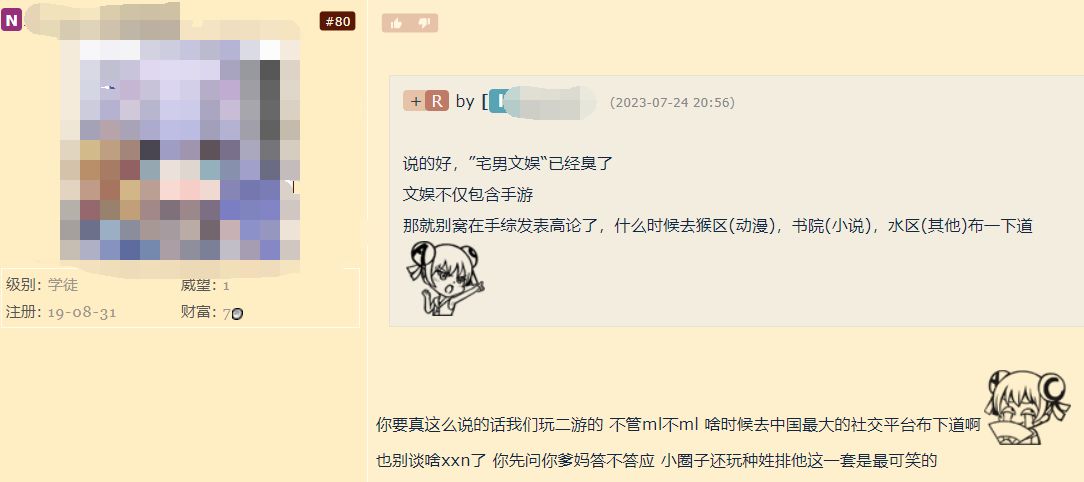 N
#80
级别: 学徒 威望: 1
注册: 19-08-31 财富: 7
+ R by [ (2023-07-24 20:56)
说的好，”宅男文娱“已经臭了
文娱不仅包含手游
那就别窝在手综发表高论了，什么时候去猴区(动漫)，书院(小说)，水区(其他)布一下道
你要真这么说的话我们玩二游的 不管ml不ml 啥时候去中国最大的社交平台布下道啊
也别谈啥xxn了 你先问你爹妈答不答应 小圈子还玩种姓排他这一套是最可笑的